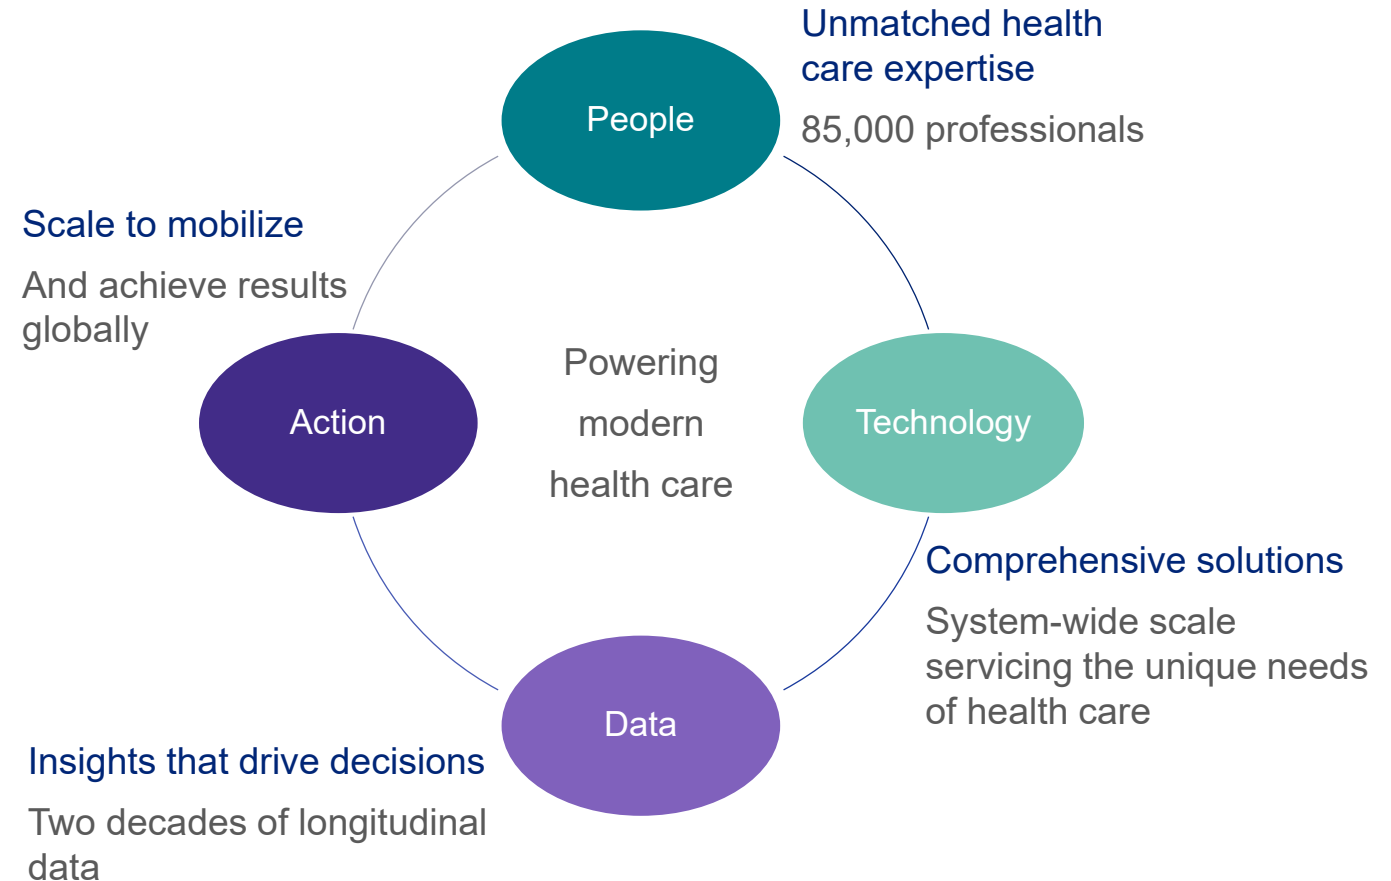 People
Unmatched health
care expertise
85,000 professionals
Scale to mobilize
And achieve results
globally
Action
Powering
modern
health care
Technology
Comprehensive solutions
System-wide scale
servicing the unique needs
of health care
Data
Insights that drive decisions
Two decades of longitudinal
data